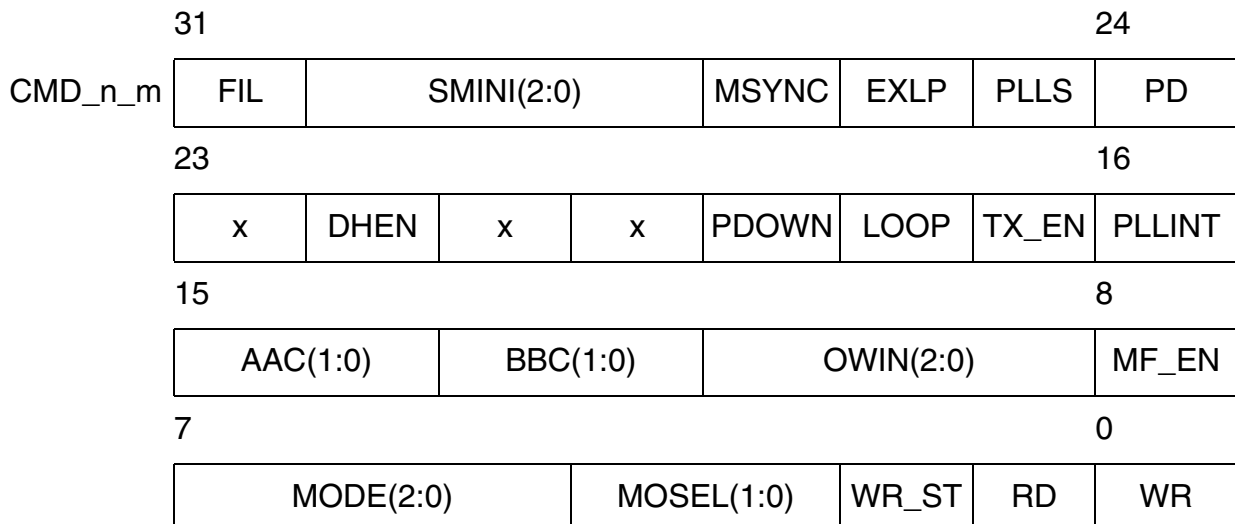 31 24
CMD_n_m FIL SMINI(2:0) MSYNC EXLP PLLS PD
23 16
x DHEN x x PDOWN LOOP TX_EN PLLINT
15 8
AAC(1:0) BBC(1:0) OWIN(2:0) MF_EN
7 0
MODE(2:0) MOSEL(1:0) WR_ST RD WR